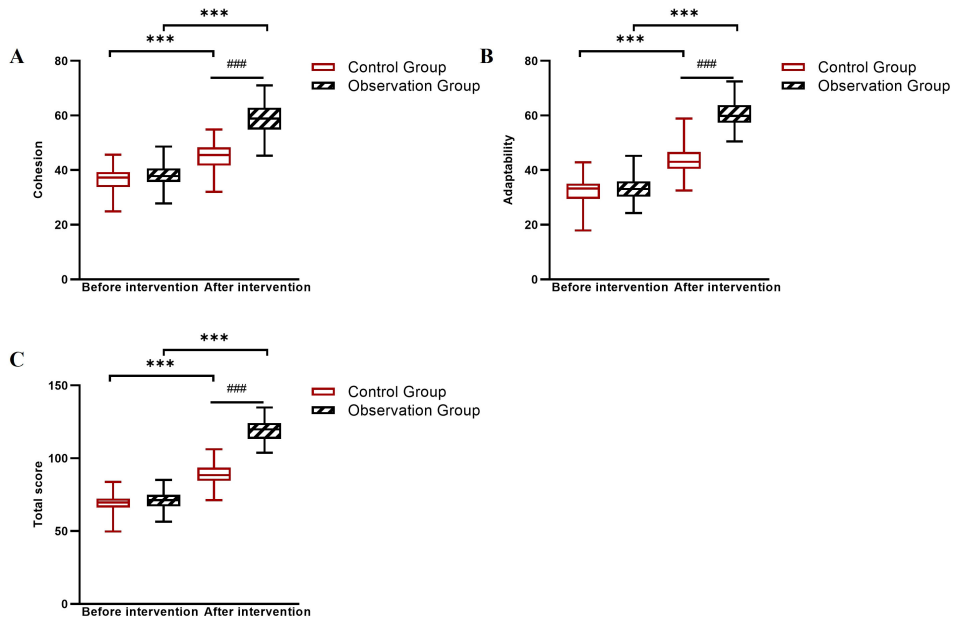 ***
***
A
###
80
60
40
20
0
Cohesion
Before intervention After intervention
Control Group
Observation Group
***
***
B
###
80
60
40
20
0
Adaptability
Before intervention After intervention
Control Group
Observation Group
***
***
C
###
150
100
50
0
Total score
Before intervention After intervention
Control Group
Observation Group